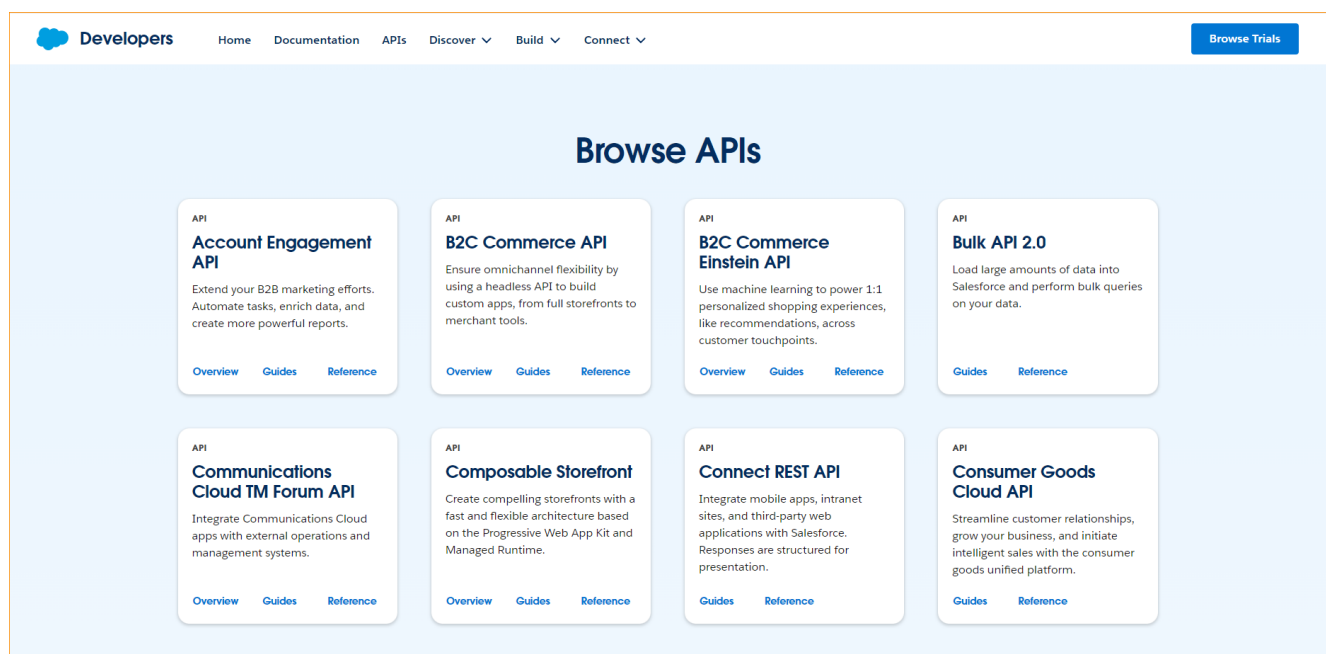 Developers Home Documentation APIs Discover Build Connect Browse Trials
Browse APIs
API
Account Engagement
API
Extend your B2B marketing efforts.
Automate tasks, enrich data, and
create more powerful reports.
Overview Guides Reference
API
B2C Commerce API
Ensure omnichannel flexibility by
using a headless API to build
custom apps, from full storefronts to
merchant tools.
Overview Guides Reference
API
B2C Commerce
Einstein API
Use machine learning to power 1:1
personalized shopping experiences,
like recommendations, across
customer touchpoints.
Overview Guides Reference
API
Bulk API 2.0
Load large amounts of data into
Salesforce and perform bulk queries
on your data.
Guides Reference
API
Communications
Cloud TM Forum API
Integrate Communications Cloud
apps with external operations and
management systems.
Overview Guides Reference
API
Composable Storefront
Create compelling storefronts with a
fast and flexible architecture based
on the Progressive Web App Kit and
Managed Runtime.
Overview Guides Reference
API
Connect REST API
Integrate mobile apps, intranet
sites, and third-party web
applications with Salesforce.
Responses are structured for
presentation.
Guides Reference
API
Consumer Goods
Cloud API
Streamline customer relationships,
grow your business, and initiate
intelligent sales with the consumer
goods unified platform.
Guides Reference